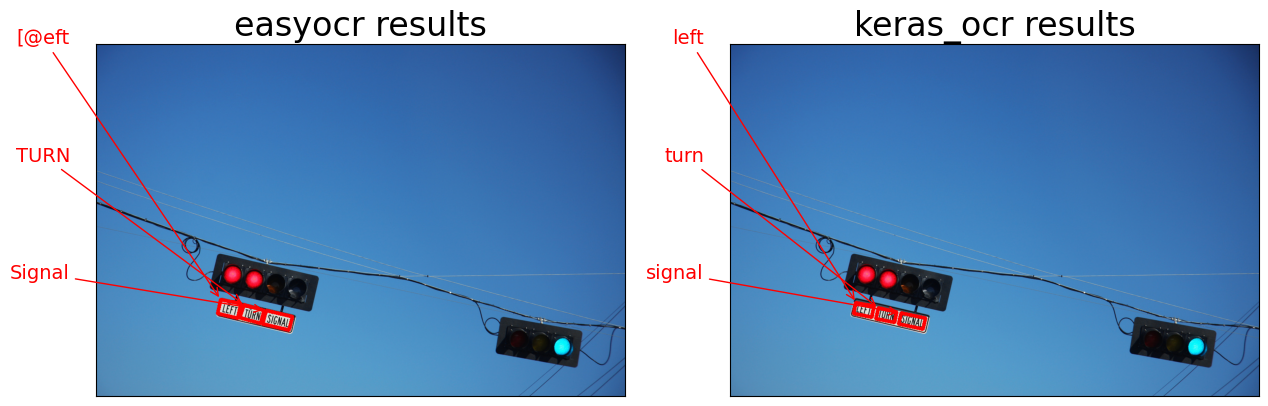 easyocr results
keras_ocr results
[@eft
left
TURN
turn
Signal
signal
LEFT TURN SIGNAL
LEFT TURN SIGNAL